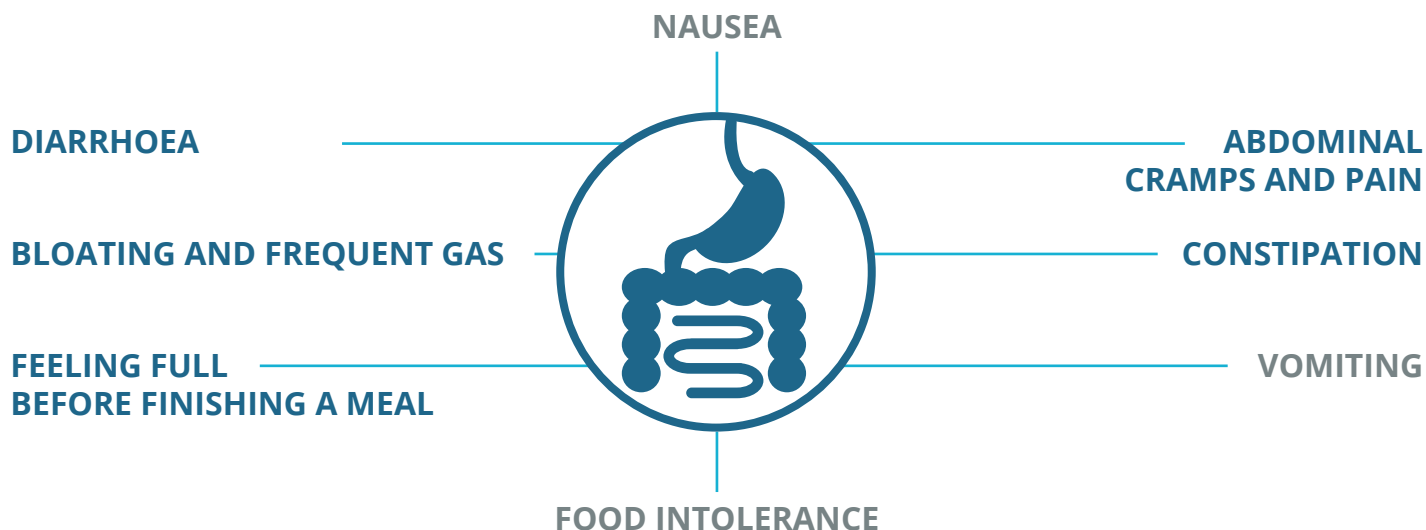 NAUSEA
DIARRHOEA
ABDOMINAL
CRAMPS AND PAIN
BLOATING AND FREQUENT GAS
CONSTIPATION
FEELING FULL
BEFORE FINISHING A MEAL
VOMITING
FOOD INTOLERANCE